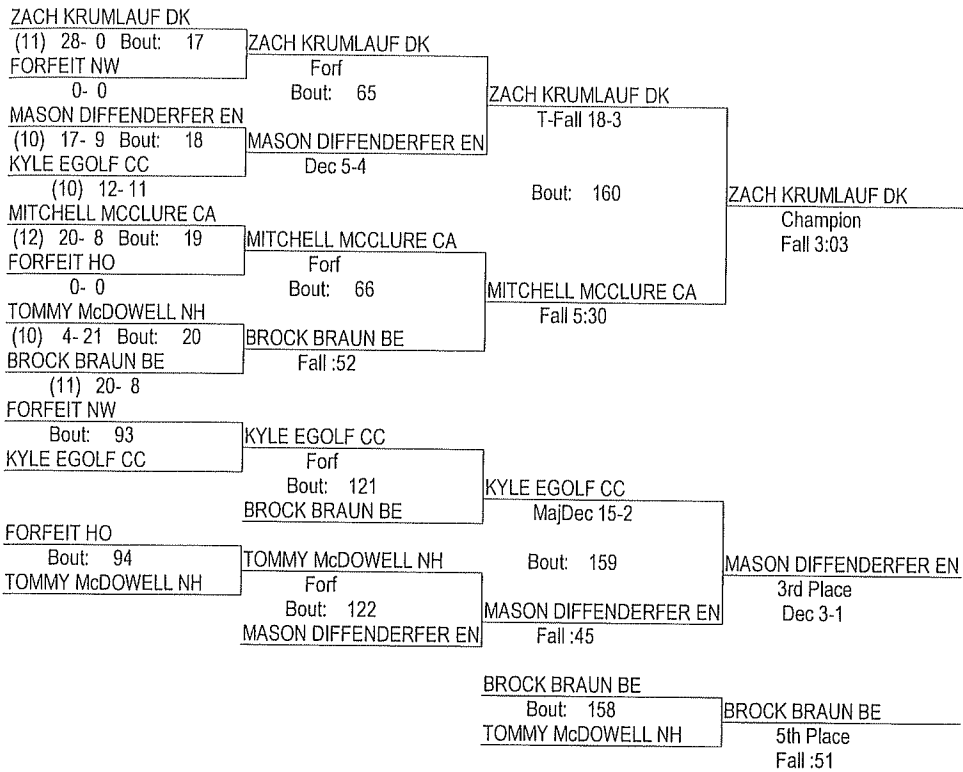 ZACH KRUMLAUF DK
(11) 28- 0 Bout: 17
FORFEIT NW
0- 0
MASON DIFFENDERFER EN
(10) 17- 9 Bout: 18
KYLE EGOLF CC
(10) 12- 11
MITCHELL MCCLURE CA
(12) 20- 8 Bout: 19
FORFEIT HO
0- 0
TOMMY McDOWELL NH
(10) 4- 21 Bout: 20
BROCK BRAUN BE
(11) 20- 8
ZACH KRUMLAUF DK
Forf
Bout: 65
MASON DIFFENDERFER EN
Dec 5-4
MITCHELL MCCLURE CA
Forf
Bout: 66
BROCK BRAUN BE
Fall :52
ZACH KRUMLAUF DK
T-Fall 18-3
Bout: 160
MITCHELL MCCLURE CA
Fall 5:30
ZACH KRUMLAUF DK
Champion
Fall 3:03
FORFEIT NW
Bout: 93
KYLE EGOLF CC
FORFEIT HO
Bout: 94
TOMMY McDOWELL NH
KYLE EGOLF CC
Forf
Bout: 121
BROCK BRAUN BE
TOMMY McDOWELL NH
Forf
Bout: 122
MASON DIFFENDERFER EN
KYLE EGOLF CC
MajDec 15-2
Bout: 159
MASON DIFFENDERFER EN
Fall :45
MASON DIFFENDERFER EN
3rd Place
Dec 3-1
BROCK BRAUN BE
Bout: 158
TOMMY McDOWELL NH
BROCK BRAUN BE
5th Place
Fall :51